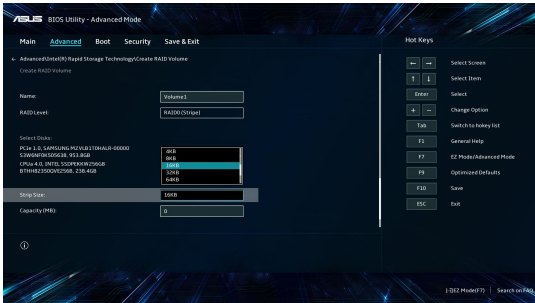 ASUS BIOS Utility - Advanced Mode
Main Advanced Boot Security Save & Exit
Hot Keys
← Advanced\Intel(R) Rapid Storage Technology\Create RAID Volume
Create RAID Volume
Name: Volume1
RAID Level: RAID0 (Stripe)
Select Disks:
PCIe 1.0, SAMSUNG MZVLB1T0HALR-00000
S3W6NF0K505638, 953.8GB
CPUa 4.0, INTEL SSDPEKKW256G8
BTHH82350QVE256B, 238.4GB
4KB
8KB
16KB
32KB
64KB
Strip Size: 16KB
Capacity (MB): 0
← → Select Screen
↑ ↓ Select Item
Enter Select
+ - Change Option
Tab Switch to hokey list
F1 General Help
F7 EZ Mode/Advanced Mode
F9 Optimized Defaults
F10 Save
ESC Exit
EZ Mode(F7) | Search on FAQ